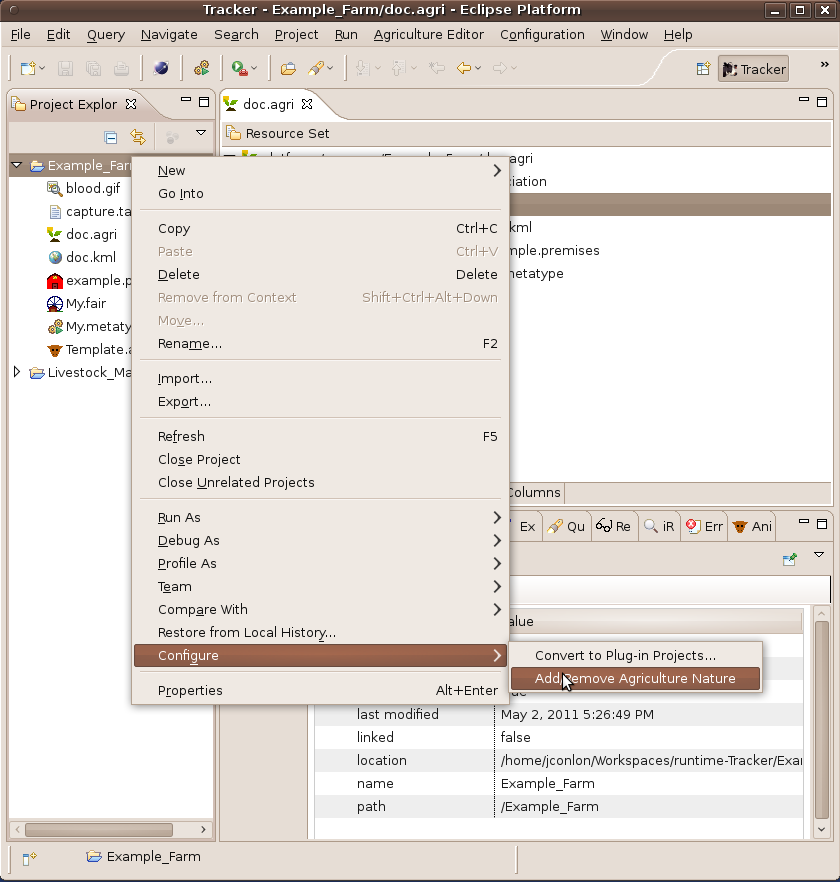 Tracker - Example_Farm/doc.agri - Eclipse Platform
File Edit Query Navigate Search Project Run Agriculture Editor Configuration Window Help
Tracker
Project Explor
doc.agri
Resource Set
Example_Far
blood.gif
capture.ta
doc.agri
doc.kml
example.p
My.fair
My.metaty
Template.a
Livestock_Ma
agri
iation
kml
mple.premises
metatype
New
Go Into
Copy Ctrl+C
Paste Ctrl+V
Delete Delete
Remove from Context Shift+Ctrl+Alt+Down
Move...
Rename... F2
Import...
Export...
Refresh F5
Close Project
Close Unrelated Projects
Run As
Debug As
Profile As
Team
Compare With
Restore from Local History...
Configure
Properties Alt+Enter
Convert to Plug-in Projects...
Add Remove Agriculture Nature
Columns
Ex Qu Re iR Err Ani
alue
last modified May 2, 2011 5:26:49 PM
linked false
location /home/jconlon/Workspaces/runtime-Tracker/Exar
name Example_Farm
path /Example_Farm
Example_Farm